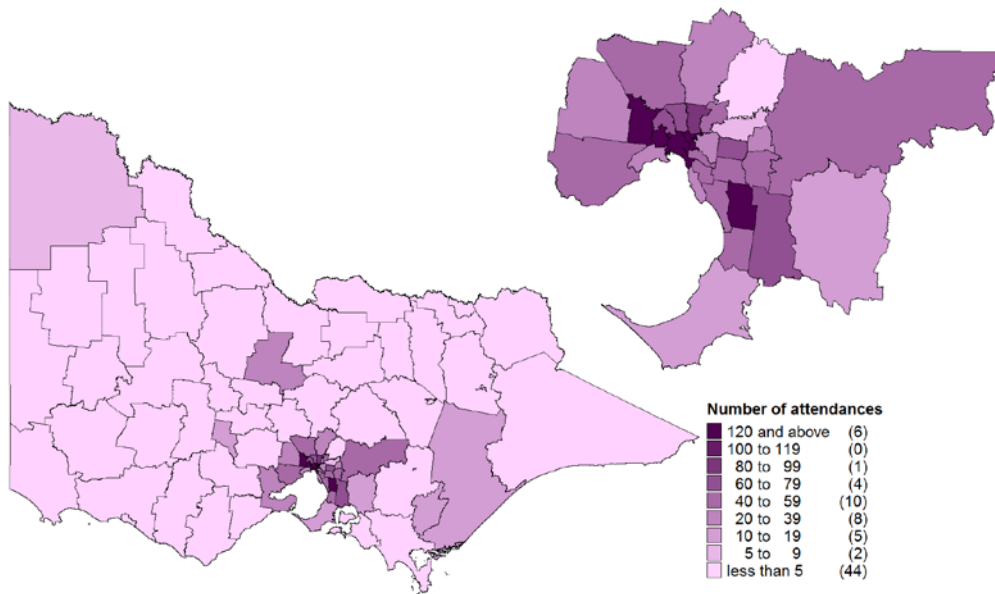 Number of attendances
120 and above (6)
100 to 119 (0)
80 to 99 (1)
60 to 79 (4)
40 to 59 (10)
20 to 39 (8)
10 to 19 (5)
5 to 9 (2)
less than 5 (44)